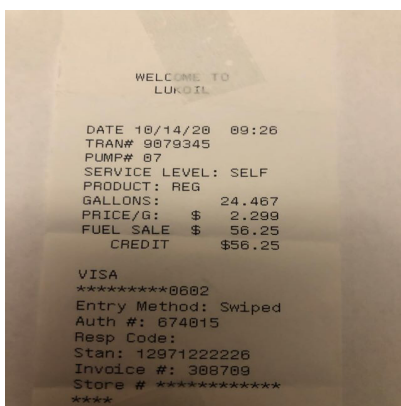 WELCOME TO
LUKOIL
DATE 10/14/20 09:26
TRAN# 9079345
PUMP# 07
SERVICE LEVEL: SELF
PRODUCT: REG
GALLONS: 24.467
PRICE/G: $ 2.299
FUEL SALE $ 56.25
CREDIT $56.25
VISA
*********0602
Entry Method: Swiped
Auth #: 674015
Resp Code:
Stan: 12971222226
Invoice #: 308709
Store # ************
****